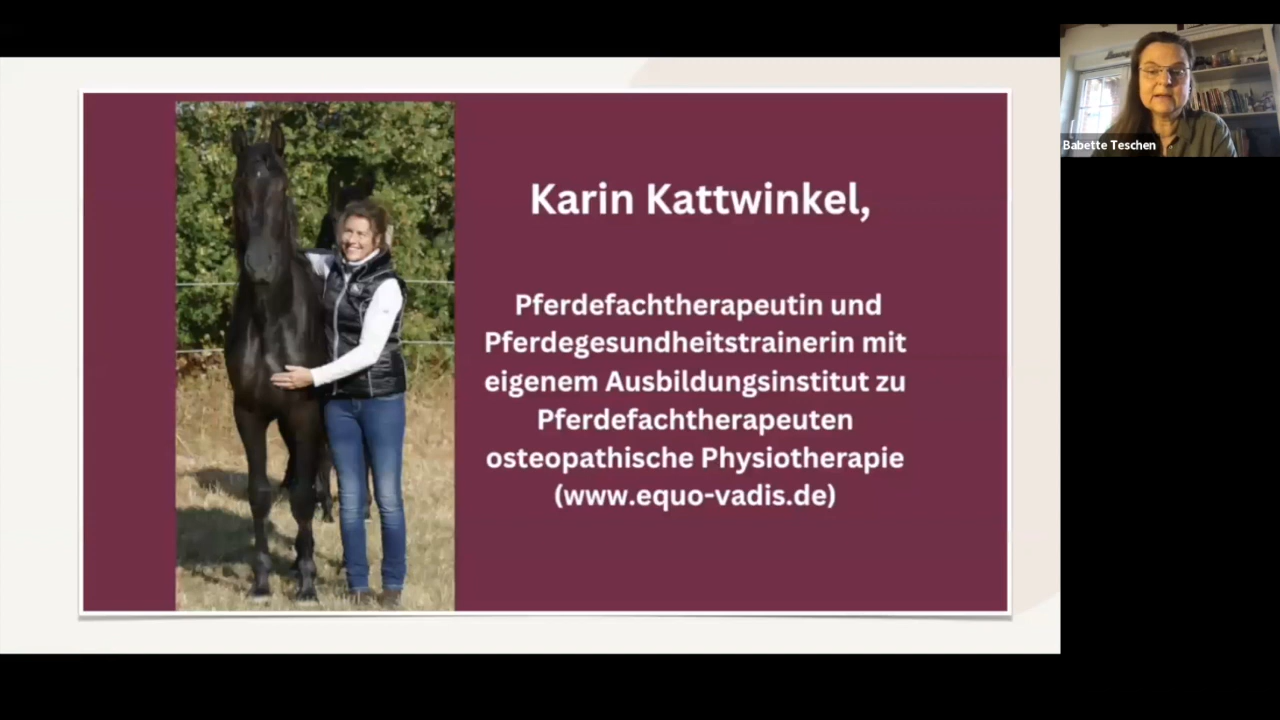 Karin Kattwinkel,
Pferdefachtherapeutin und
Pferdegesundheitstrainerin mit
eigenem Ausbildungsinstitut zu
Pferdefachtherapeuten
osteopathische Physiotherapie
(www.equo-vadis.de)
Babette Teschen